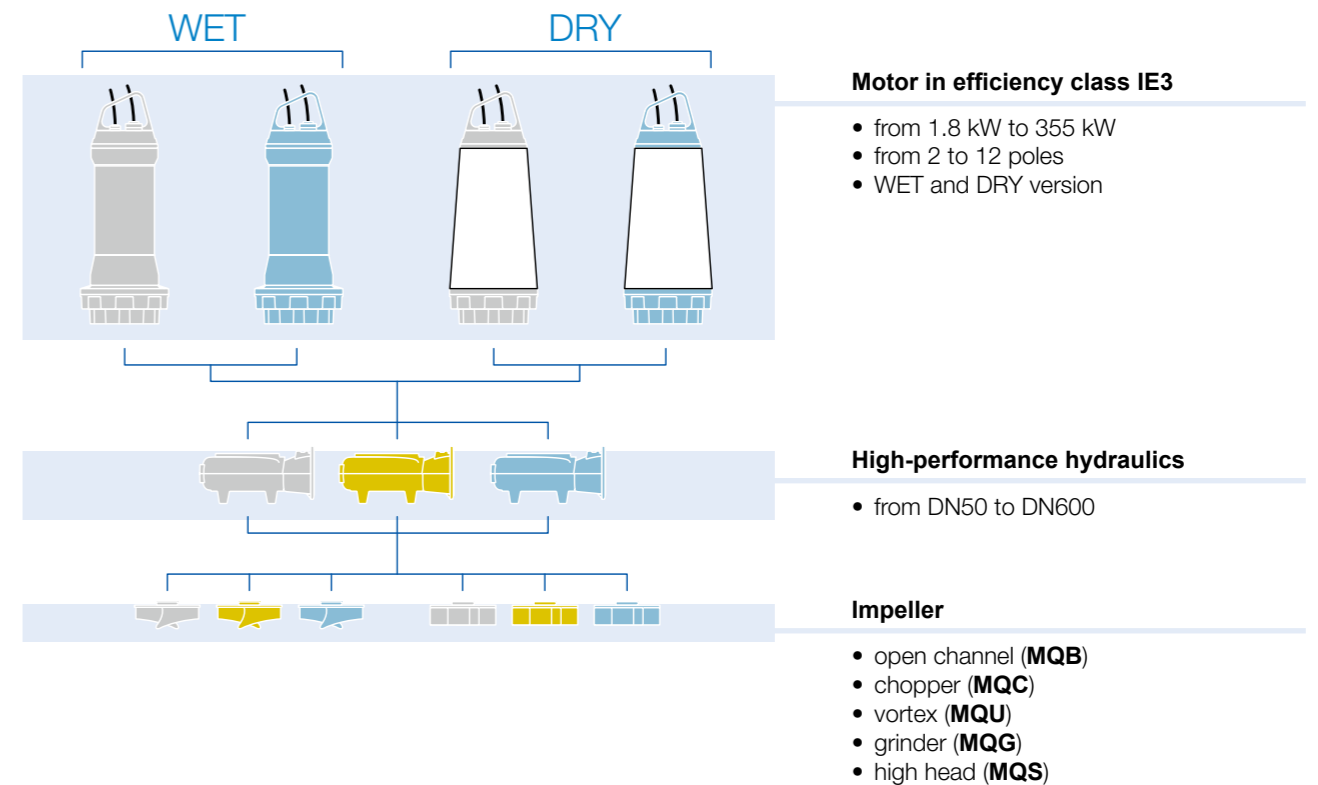 WET
DRY
Motor in efficiency class IE3
• from 1.8 kW to 355 kW
• from 2 to 12 poles
• WET and DRY version
High-performance hydraulics
• from DN50 to DN600
Impeller
• open channel (MQB)
• chopper (MQC)
• vortex (MQU)
• grinder (MQG)
• high head (MQS)